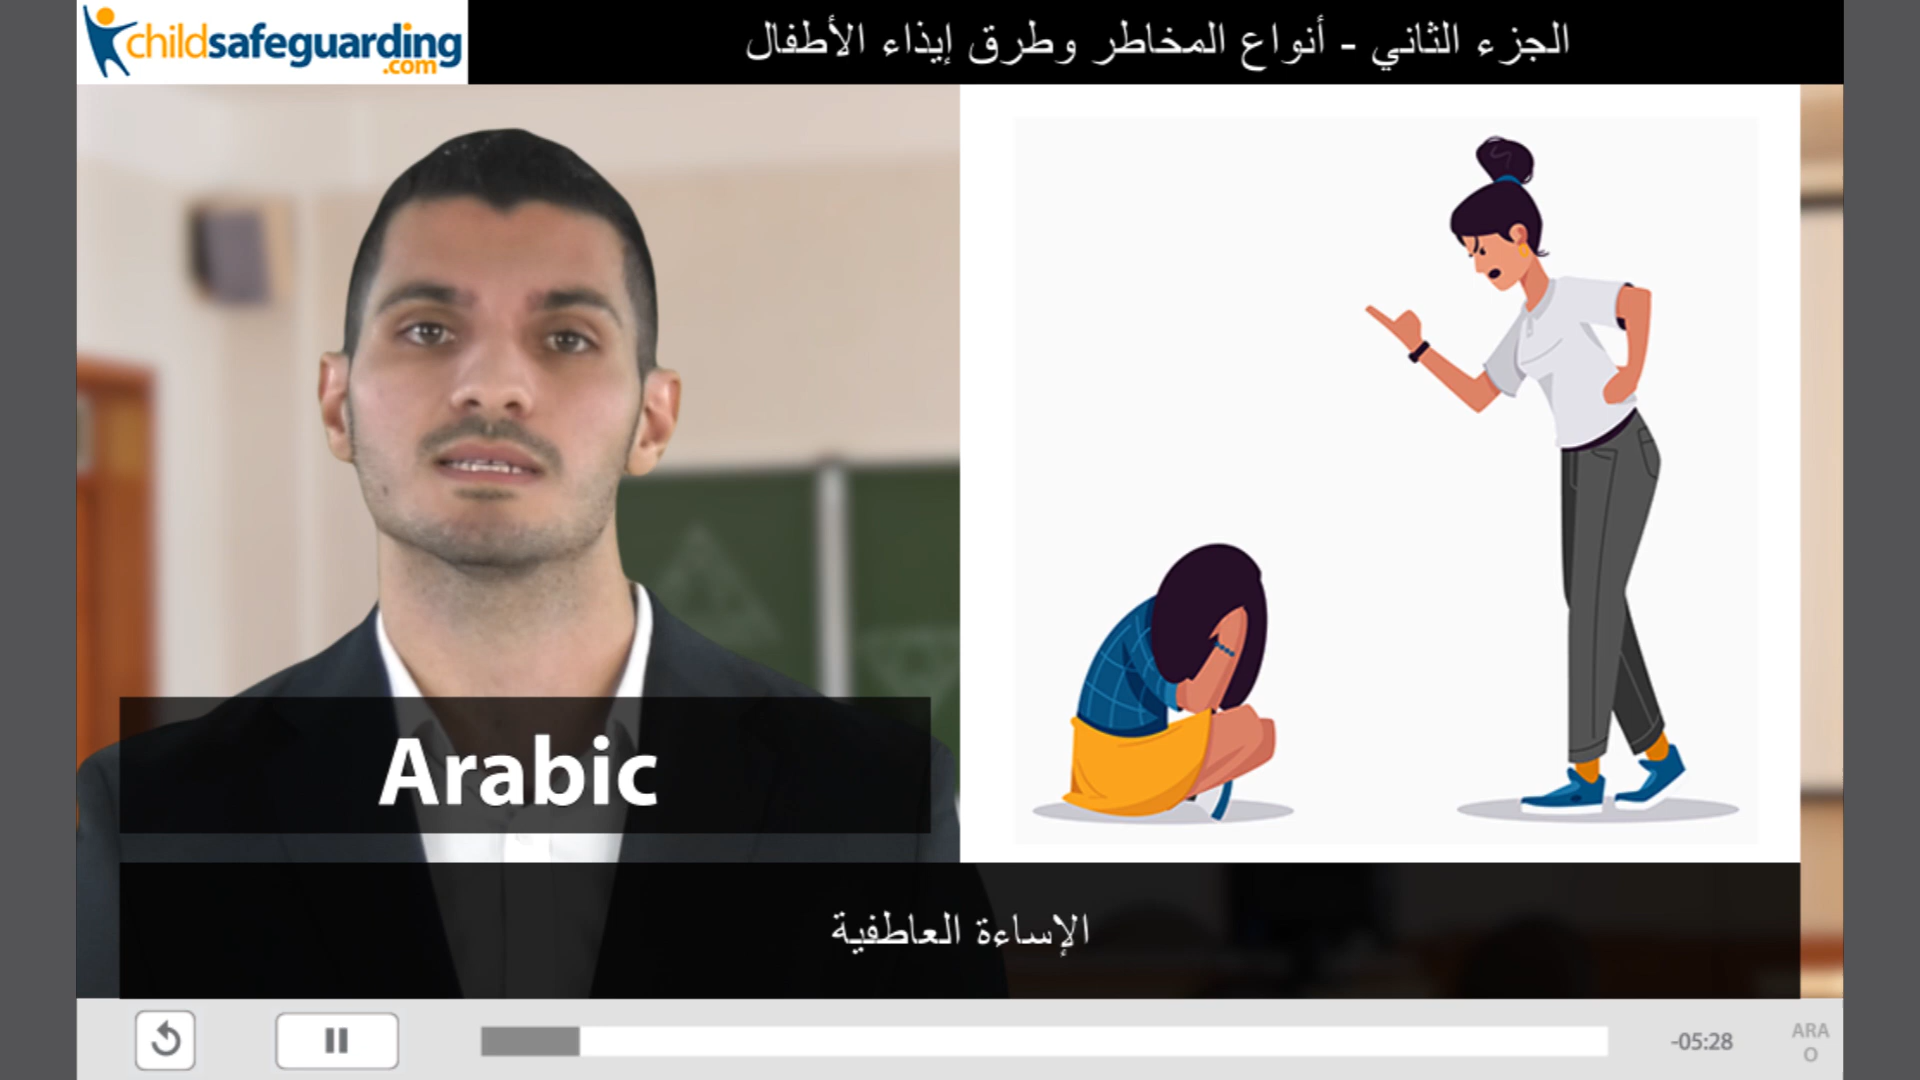 childsafeguarding
.com
الجزء الثاني - أنواع المخاطر وطرق إيذاء الأطفال
Arabic
الإساءة العاطفية
-05:28
ARA
O